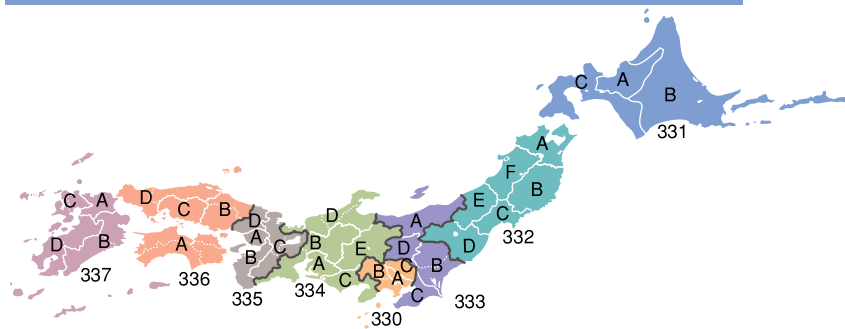 C A B
331
A
F B
E C
332
D
A
D B
C
C
333
B A
330
D
B E
A
C
334
D
A C
B
335
D C B
A
336
C A
D B
337